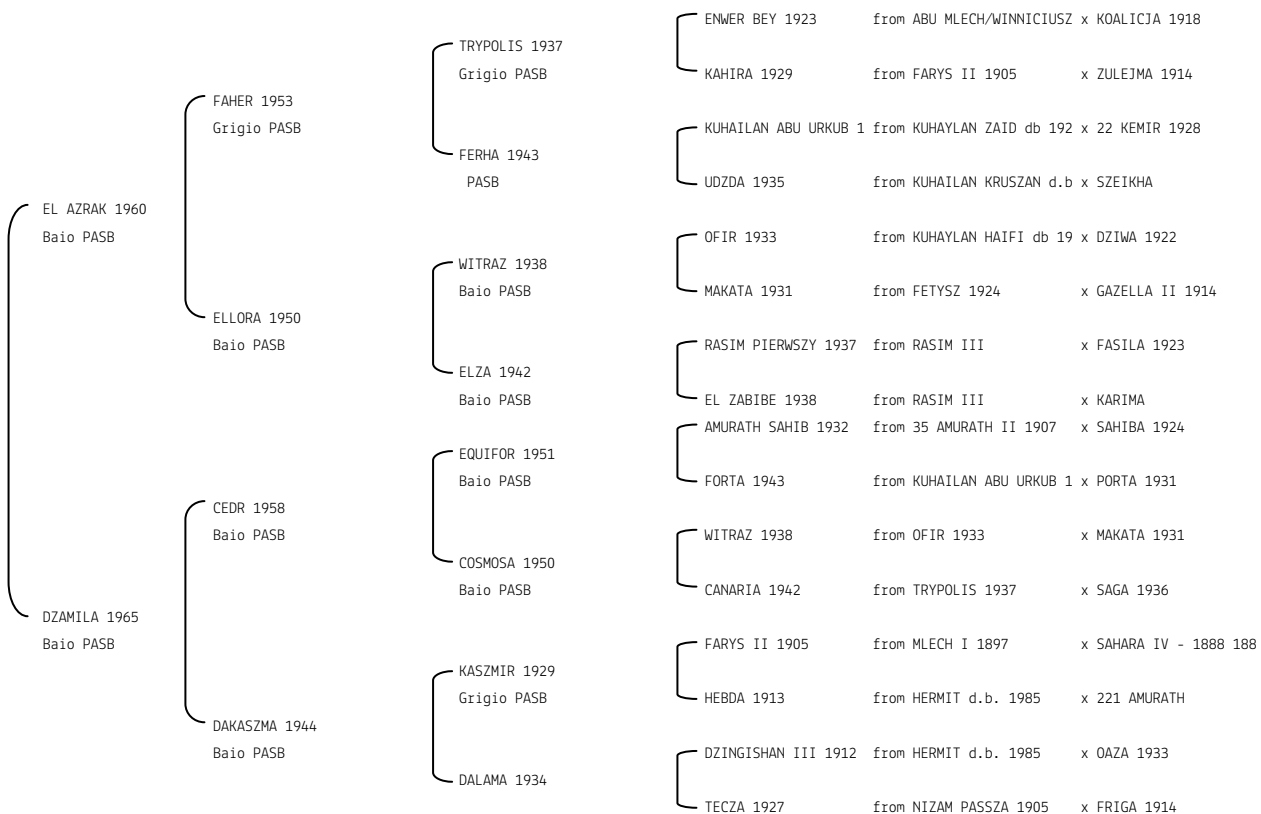 ENWER BEY 1923 from ABU MLECH/WINNICIUSZ x KOALICJA 1918
TRYPOLIS 1937
Grigio PASB
KAHIRA 1929 from FARYS II 1905 x ZULEJMA 1914
FAHER 1953
Grigio PASB
KUHAILAN ABU URKUB 1 from KUHAYLAN ZAID db 192 x 22 KEMIR 1928
FERHA 1943
PASB
UDZDA 1935 from KUHAILAN KRUSZAN d.b x SZEIKHA
EL AZRAK 1960
Baio PASB
OFIR 1933 from KUHAYLAN HAIFI db 19 x DZIWA 1922
WITRAZ 1938
Baio PASB
MAKATA 1931 from FETYSZ 1924 x GAZELLA II 1914
ELLORA 1950
Baio PASB
RASIM PIERWSZY 1937 from RASIM III x FASILA 1923
ELZA 1942
Baio PASB
EL ZABIBE 1938 from RASIM III x KARIMA
AMURATH SAHIB 1932 from 35 AMURATH II 1907 x SAHIBA 1924
EQUIFOR 1951
Baio PASB
FORTA 1943 from KUHAILAN ABU URKUB 1 x PORTA 1931
CEDR 1958
Baio PASB
WITRAZ 1938 from OFIR 1933 x MAKATA 1931
COSMOSA 1950
Baio PASB
CANARIA 1942 from TRYPOLIS 1937 x SAGA 1936
DZAMILA 1965
Baio PASB
FARYS II 1905 from MLECH I 1897 x SAHARA IV - 1888 188
KASZMIR 1929
Grigio PASB
HEBDA 1913 from HERMIT d.b. 1985 x 221 AMURATH
DAKASZMA 1944
Baio PASB
DZINGISHAN III 1912 from HERMIT d.b. 1985 x OAZA 1933
DALAMA 1934
TECZA 1927 from NIZAM PASSZA 1905 x FRIGA 1914